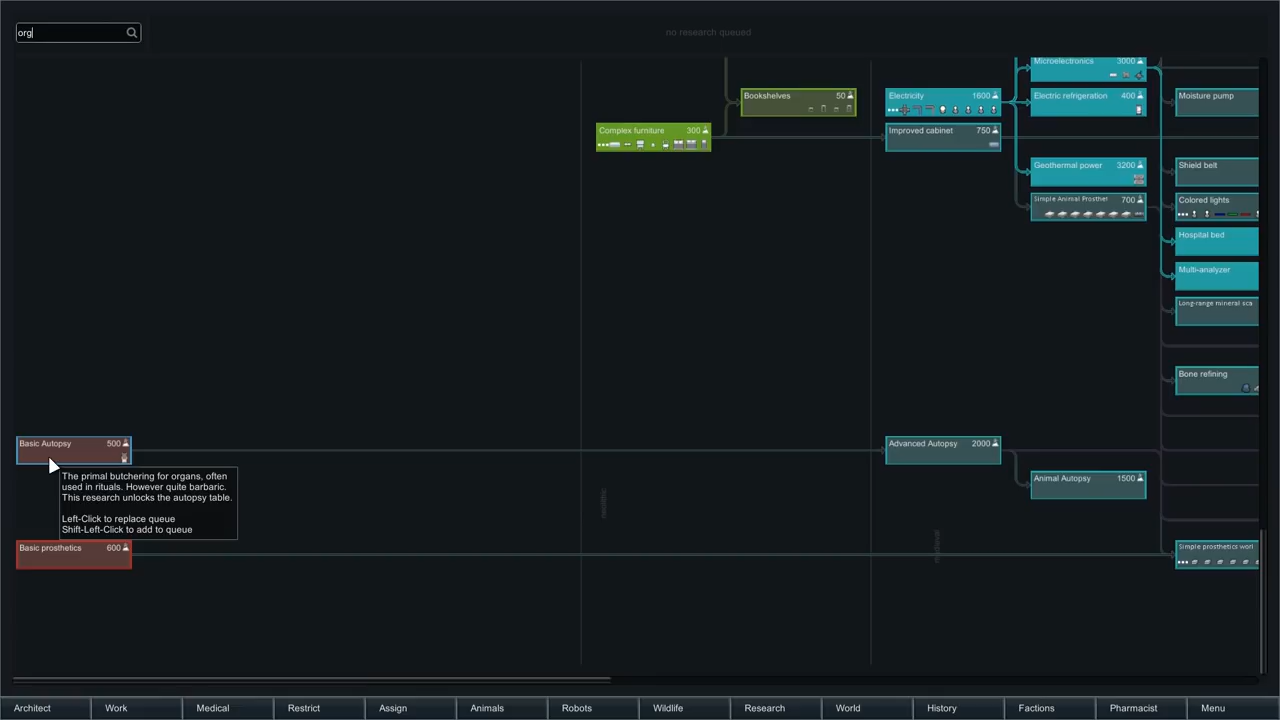 org
no research queued
Microelectronics 3000
Bookshelves 50
Electricity 1600
Electric refrigeration 400
Moisture pump
Complex furniture 300
Improved cabinet 750
Geothermal power 3200
Shield belt
Simple Animal Prosthet 700
Colored lights
Hospital bed
Multi-analyzer
Long-range mineral sca
Bone refining
Basic Autopsy 500
Advanced Autopsy 2000
The primal butchering for organs, often
used in rituals. However quite barbaric.
This research unlocks the autopsy table.
Left-Click to replace queue
Shift-Left-Click to add to queue
Animal Autopsy 1500
neolithic
medieval
Basic prosthetics 600
Simple prosthetics worl
Architect Work Medical Restrict Assign Animals Robots Wildlife Research World History Factions Pharmacist Menu